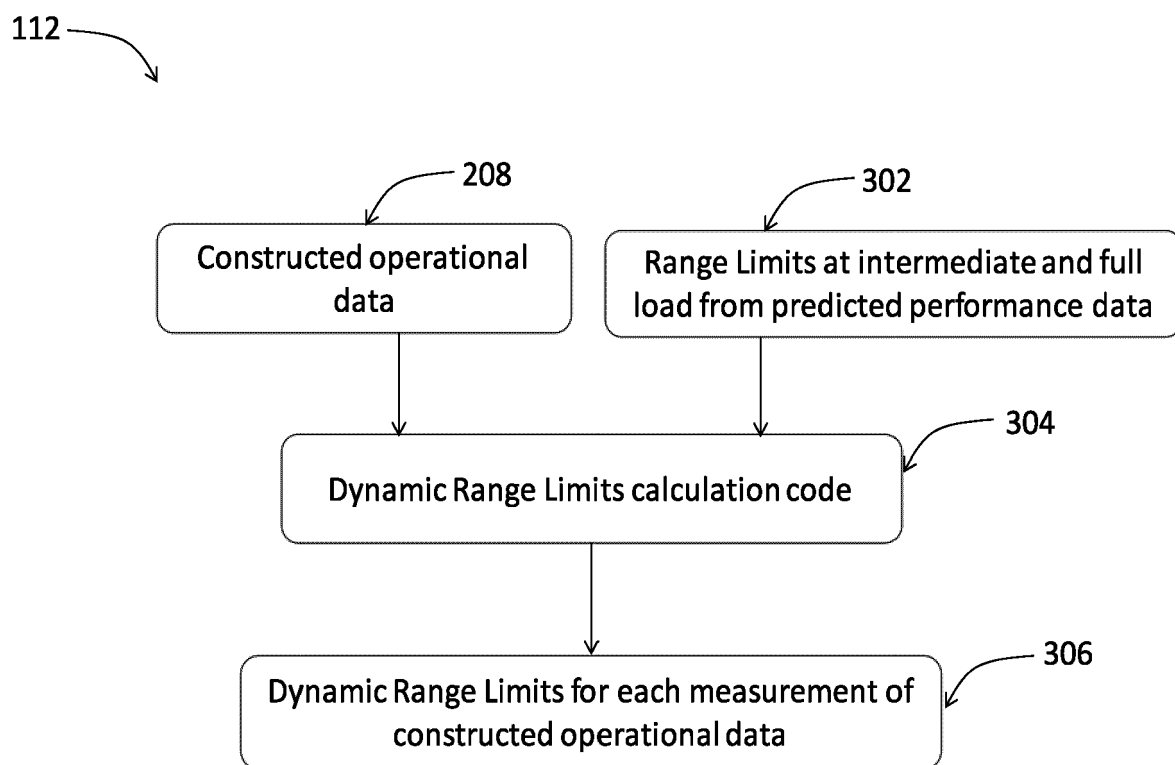 112
208
302
Constructed operational
data
Range Limits at intermediate and full
load from predicted performance data
304
Dynamic Range Limits calculation code
306
Dynamic Range Limits for each measurement of
constructed operational data